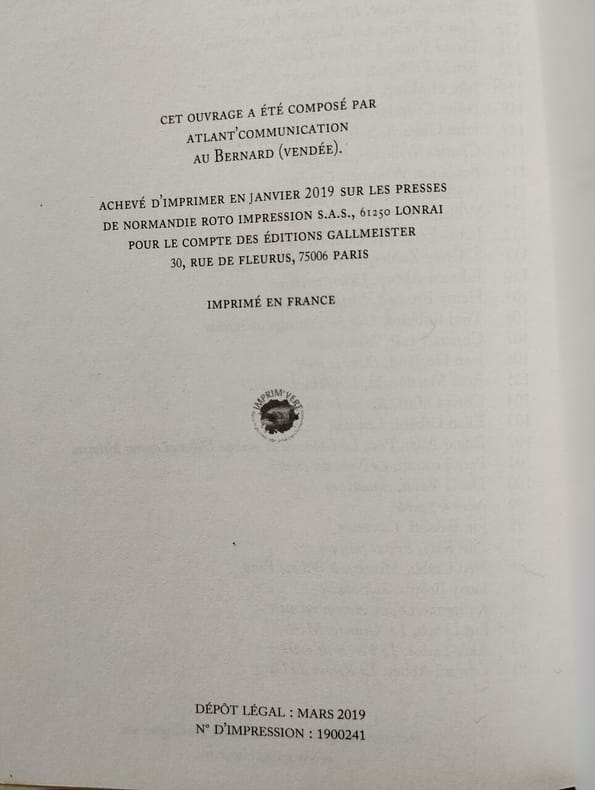 CET OUVRAGE A ÉTÉ COMPOSÉ PAR
ATLANT'COMMUNICATION
AU BERNARD (VENDÉE).
ACHEVÉ D'IMPRIMER EN JANVIER 2019 SUR LES PRESSES
DE NORMANDIE ROTO IMPRESSION S.A.S., 61250 LONRAI
POUR LE COMPTE DES ÉDITIONS GALLMEISTER
30, RUE DE FLEURUS, 75006 PARIS
IMPRIMÉ EN FRANCE
IMPRIM'VERT
DÉPÔT LÉGAL : MARS 2019
N° D'IMPRESSION : 1900241